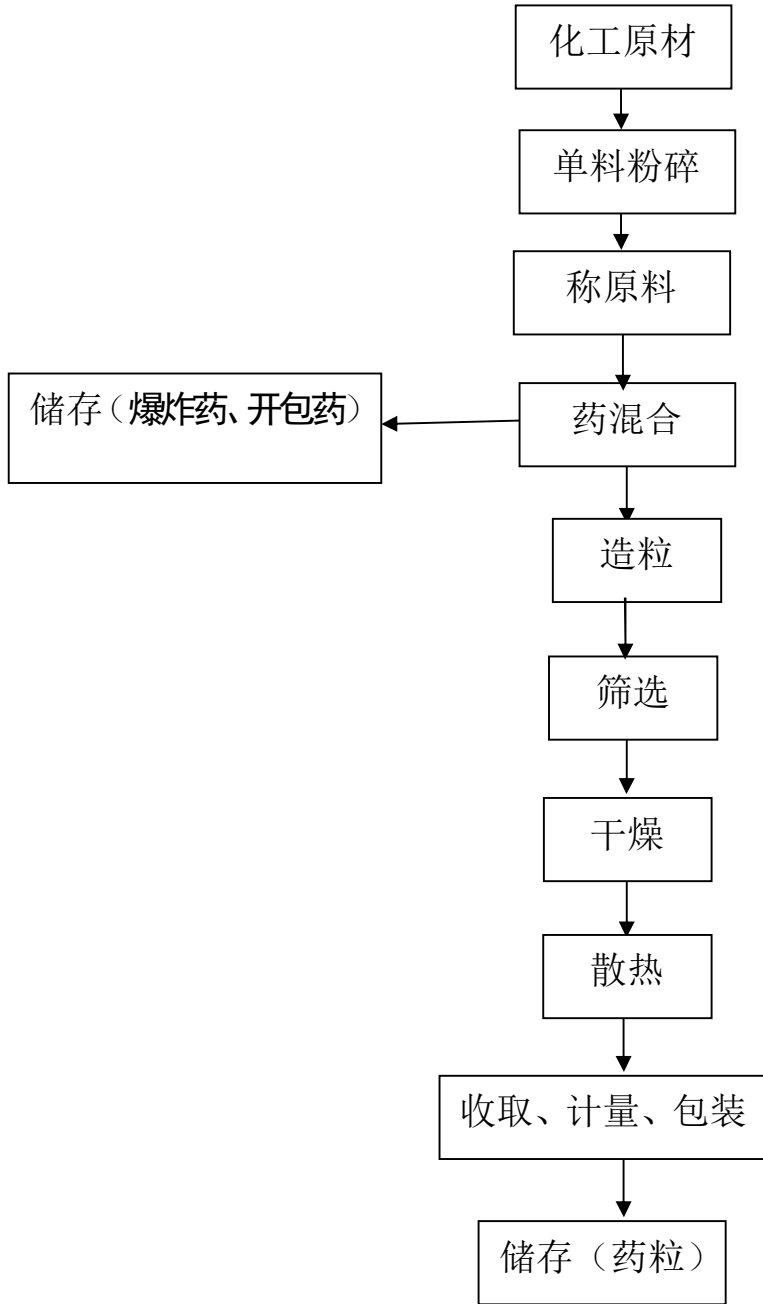 化工原材
单料粉碎
称原料
储存（爆炸药、开包药）
药混合
造粒
筛选
干燥
散热
收取、计量、包装
储存（药粒）